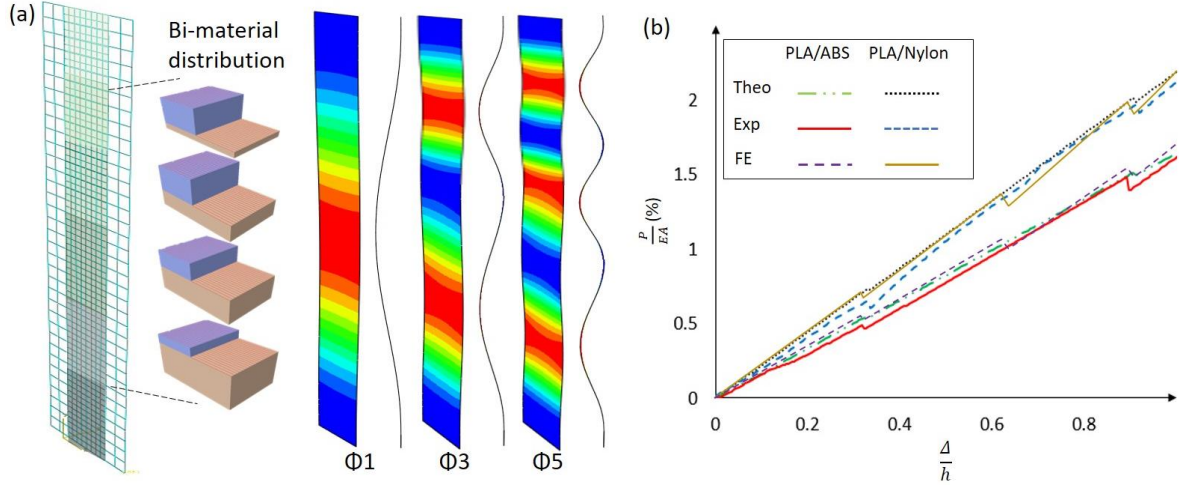 (a)
Bi-material
distribution
Φ1
Φ3
Φ5
(b)
PLA/ABS PLA/Nylon
Theo
Exp
FE
P/EA (%)
2
1.5
1
0.5
0
0 0.2 0.4 0.6 0.8
Δ/h